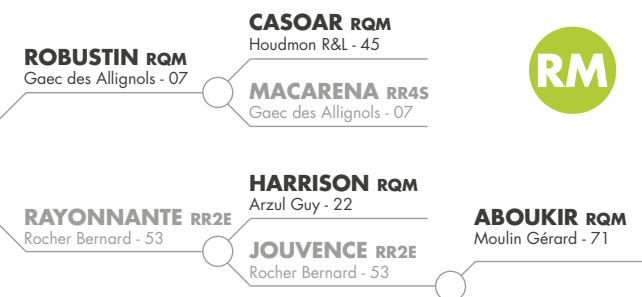 CASOAR RQM
Houdmon R&L - 45
ROBUSTIN RQM
Gaec des Allignols - 07
RM
MACARENA RR4S
Gaec des Allignols - 07
HARRISON RQM
Arzul Guy - 22
RAYONNANTE RR2E
Rocher Bernard - 53
ABOUKIR RQM
Moulin Gérard - 71
JOUVENCE RR2E
Rocher Bernard - 53